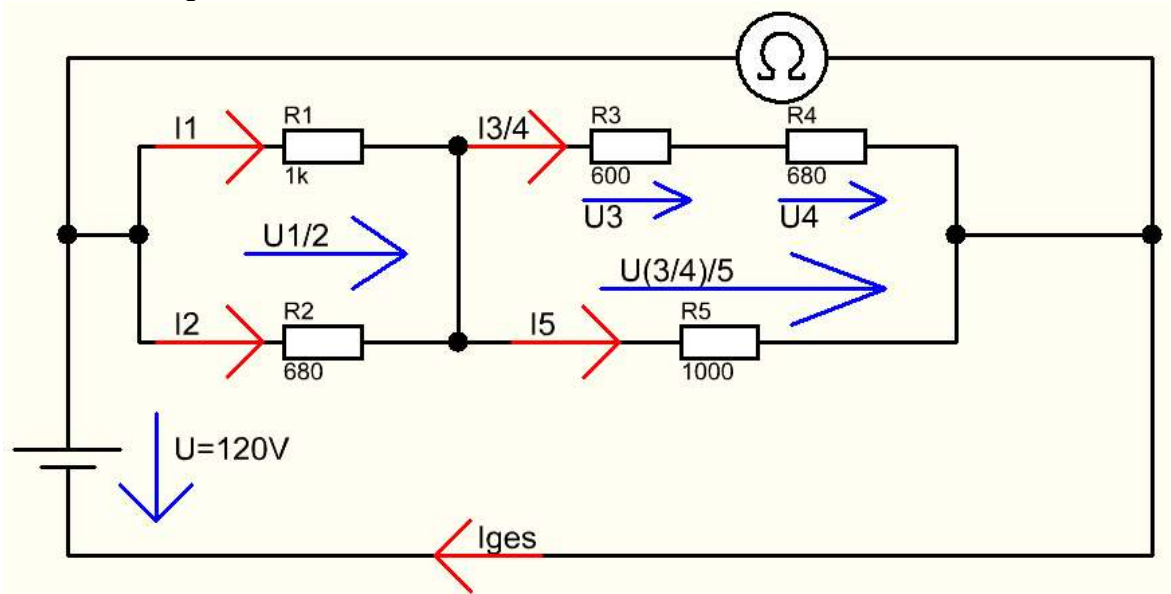 Ω
I1
R1
1k
I3/4
R3
600
R4
680
U3
U4
U1/2
U(3/4)/5
I2
R2
680
I5
R5
1000
U=120V
Iges